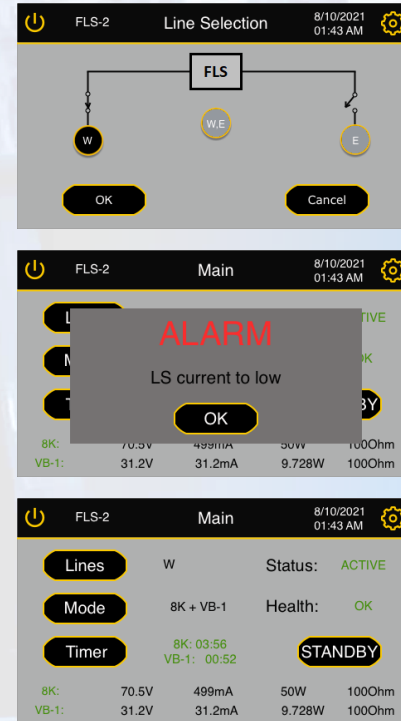 FLS-2 Line Selection 8/10/2021
01:43 AM
FLS
W W,E E
OK Cancel
FLS-2 Main 8/10/2021
01:43 AM
ALARM
LS current to low
OK
8K: 70.5V 499mA 50W 100Ohm
VB-1: 31.2V 31.2mA 9.728W 100Ohm
FLS-2 Main 8/10/2021
01:43 AM
Lines W Status: ACTIVE
Mode 8K + VB-1 Health: OK
Timer 8K: 03:56 STANDBY
VB-1: 00:52
8K: 70.5V 499mA 50W 100Ohm
VB-1: 31.2V 31.2mA 9.728W 100Ohm